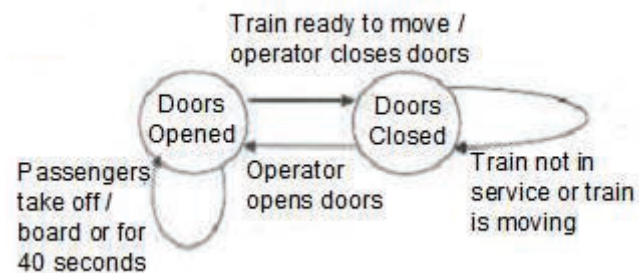 Train ready to move /
operator closes doors
Doors
Opened
Doors
Closed
Passengers
take off /
board or for
40 seconds
Operator
opens doors
Train not in
service or train
is moving